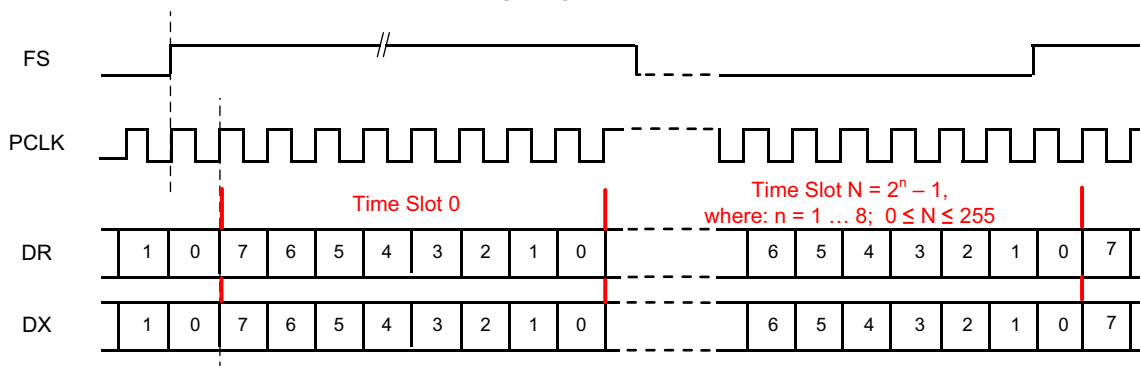 FS
PCLK
Time Slot 0
Time Slot N = 2ⁿ – 1,
where: n = 1 … 8; 0 ≤ N ≤ 255
DR
1 0 7 6 5 4 3 2 1 0 6 5 4 3 2 1 0 7
DX
1 0 7 6 5 4 3 2 1 0 6 5 4 3 2 1 0 7